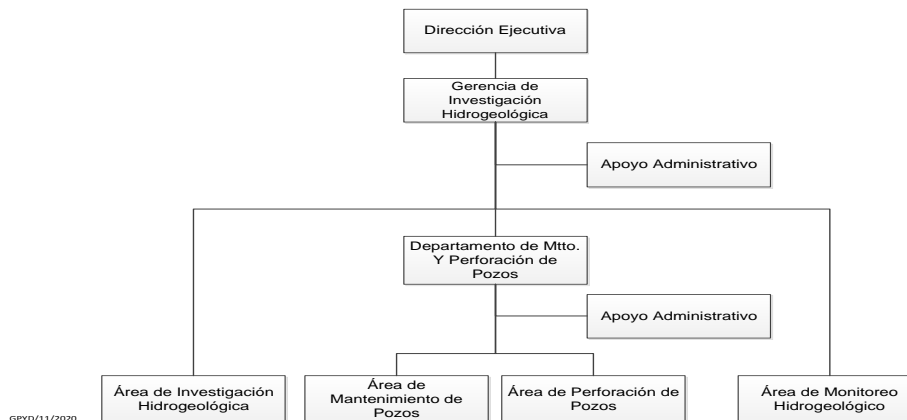 Dirección Ejecutiva
Gerencia de
Investigación
Hidrogeológica
Apoyo Administrativo
Departamento de Mtto.
Y Perforación de
Pozos
Apoyo Administrativo
Área de Investigación
Hidrogeológica
Área de
Mantenimiento de
Pozos
Área de Perforación de
Pozos
Área de Monitoreo
Hidrogeológico
GPYD/11/2020